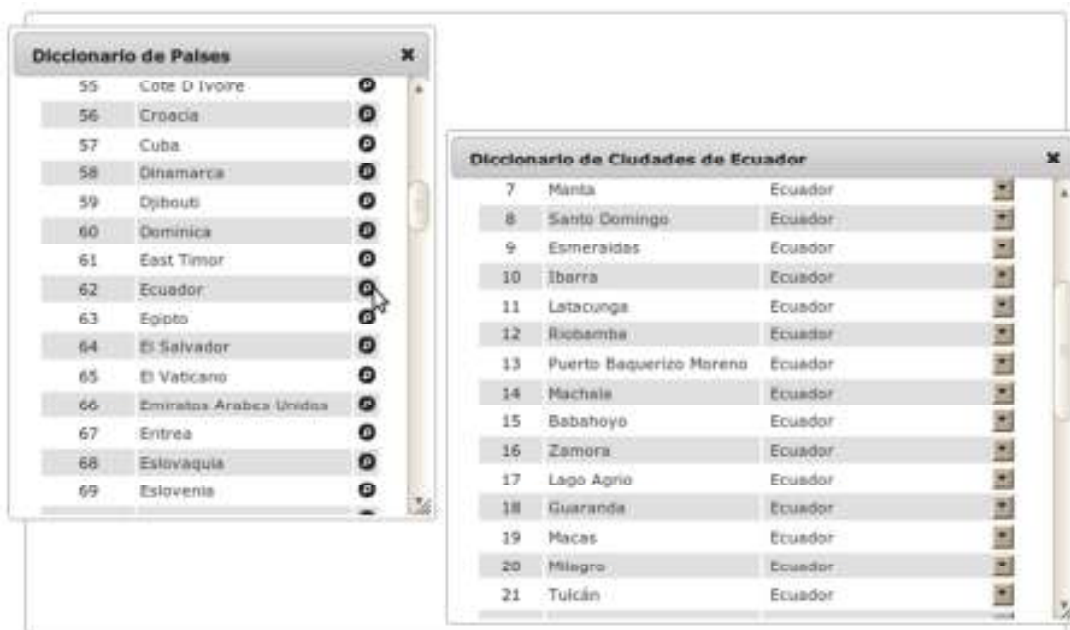 Diccionario de Paises
55 Cote D Ivoire
56 Croacia
57 Cuba
58 Dinamarca
59 Djibouti
60 Dominica
61 East Timor
62 Ecuador
63 Egipto
64 El Salvador
65 El Vaticano
66 Emiratos Arabes Unidos
67 Eritrea
68 Eslovaquia
69 Eslovenia
Diccionario de Ciudades de Ecuador
7 Manta Ecuador
8 Santo Domingo Ecuador
9 Esmeraldas Ecuador
10 Ibarra Ecuador
11 Latacunga Ecuador
12 Riobamba Ecuador
13 Puerto Baquerizo Moreno Ecuador
14 Machala Ecuador
15 Babahoyo Ecuador
16 Zamora Ecuador
17 Lago Agrio Ecuador
18 Guaranda Ecuador
19 Macas Ecuador
20 Milagro Ecuador
21 Tulcán Ecuador